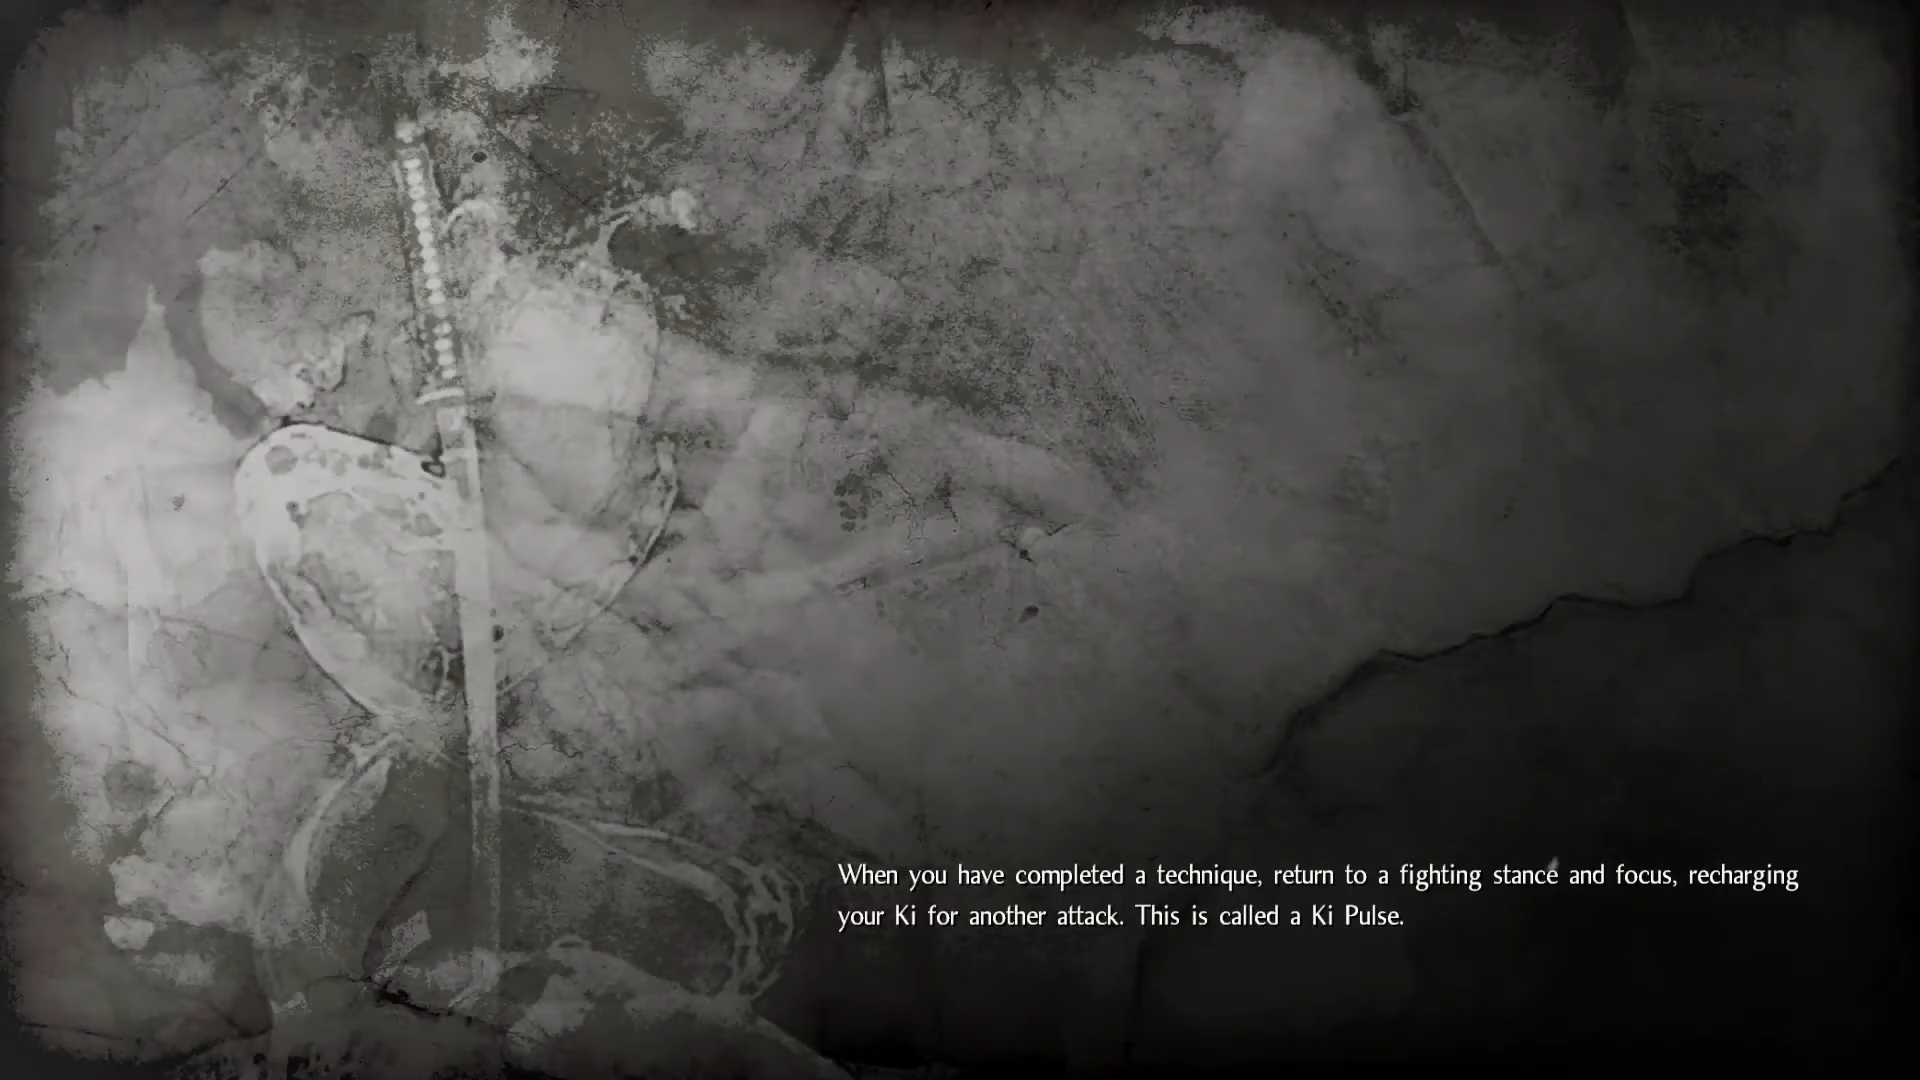 When you have completed a technique, return to a fighting stance and focus, recharging
your Ki for another attack. This is called a Ki Pulse.